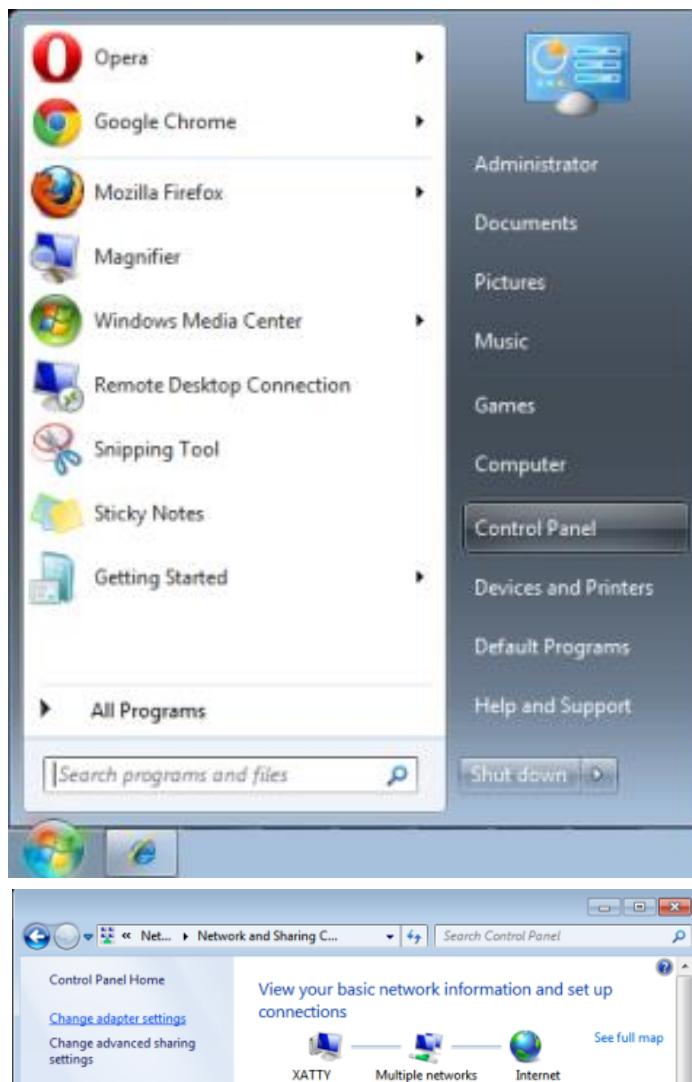 Opera
Google Chrome
Mozilla Firefox
Magnifier
Windows Media Center
Remote Desktop Connection
Snipping Tool
Sticky Notes
Getting Started
All Programs
Search programs and files
Administrator
Documents
Pictures
Music
Games
Computer
Control Panel
Devices and Printers
Default Programs
Help and Support
Shut down
« Net... Network and Sharing C...
Search Control Panel
Control Panel Home
Change adapter settings
Change advanced sharing
settings
View your basic network information and set up
connections
See full map
XATTY Multiple networks Internet